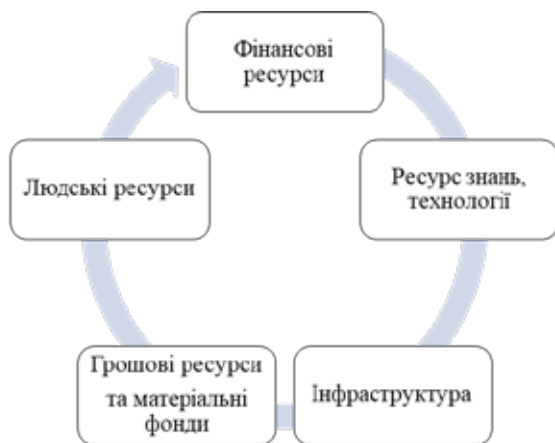 Фінансові
ресурси
Ресурс знань,
технології
Інфраструктура
Грошові ресурси
та матеріальні
фонди
Людські ресурси